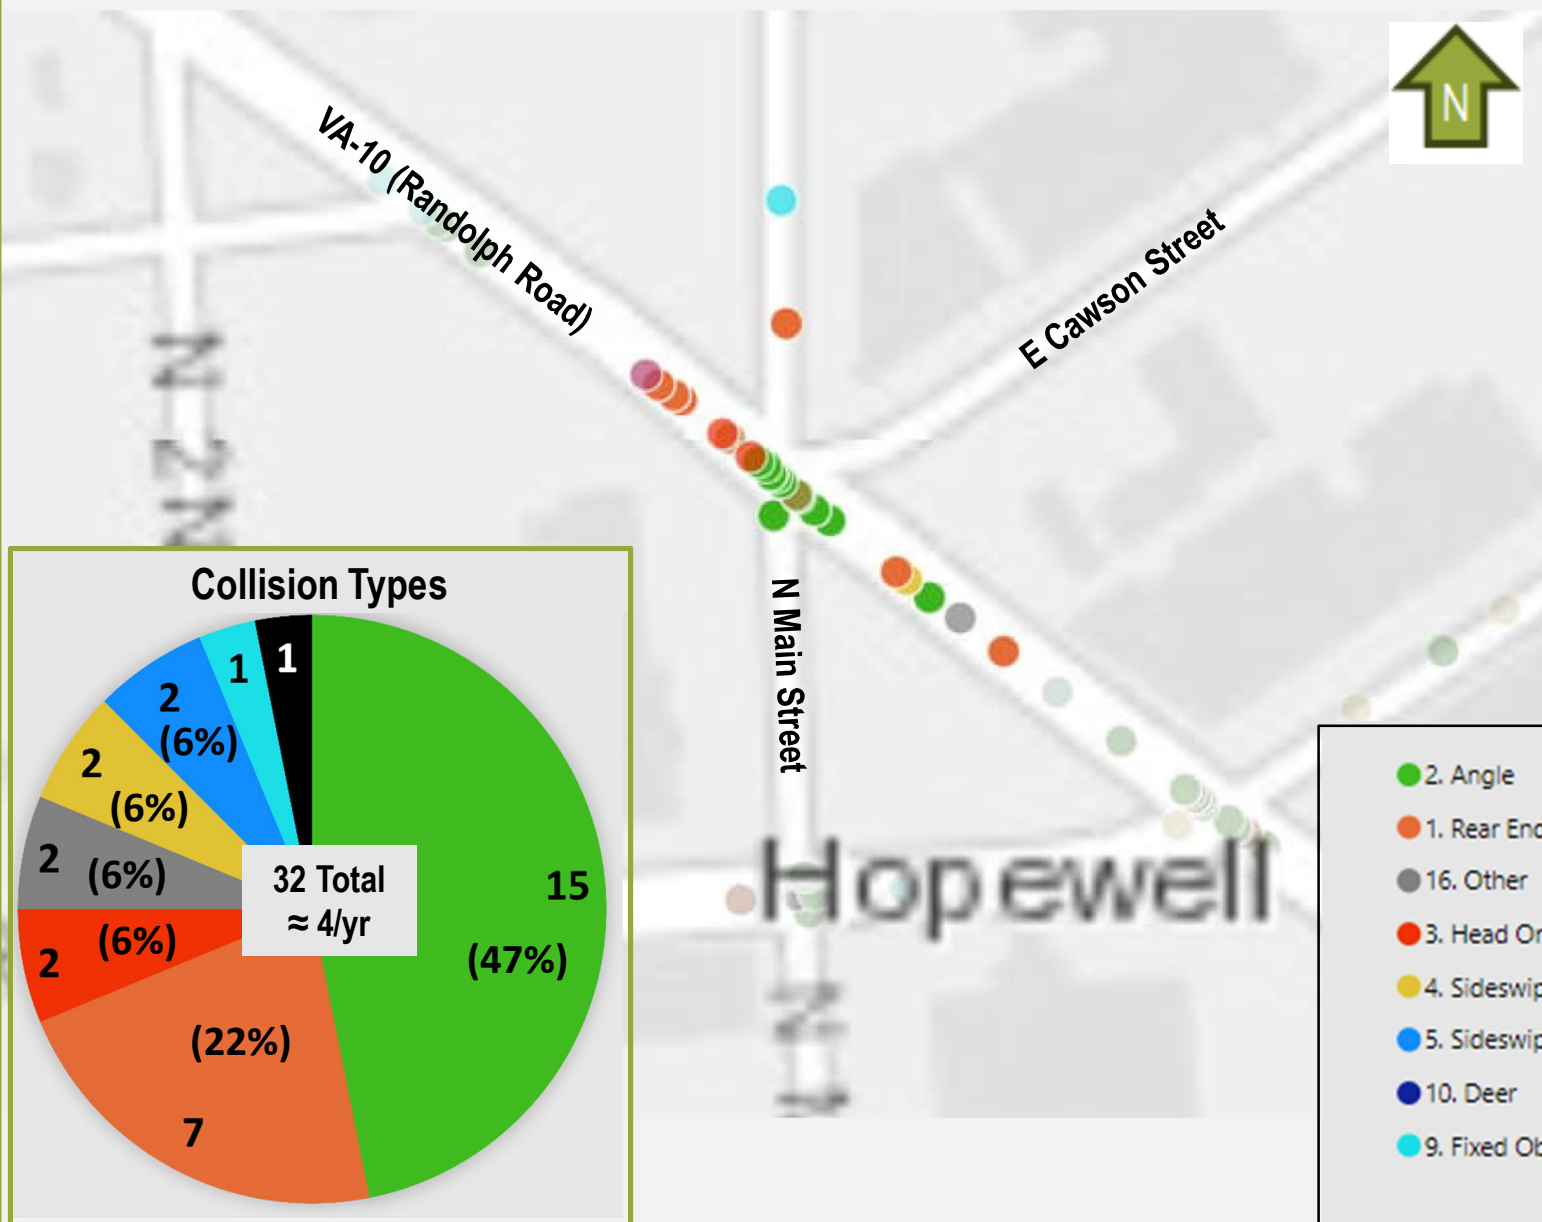 N
VA-10 (Randolph Road)
E Cawson Street
N 2
N Main Street
Hopewell
N
Collision Types
1
1
2
(6%)
2
(6%)
2
(6%)
2
(6%)
32 Total
≈ 4/yr
15
(47%)
(22%)
7
2. Angle
1. Rear End
16. Other
3. Head On
4. Sideswip
5. Sideswip
10. Deer
9. Fixed Ob